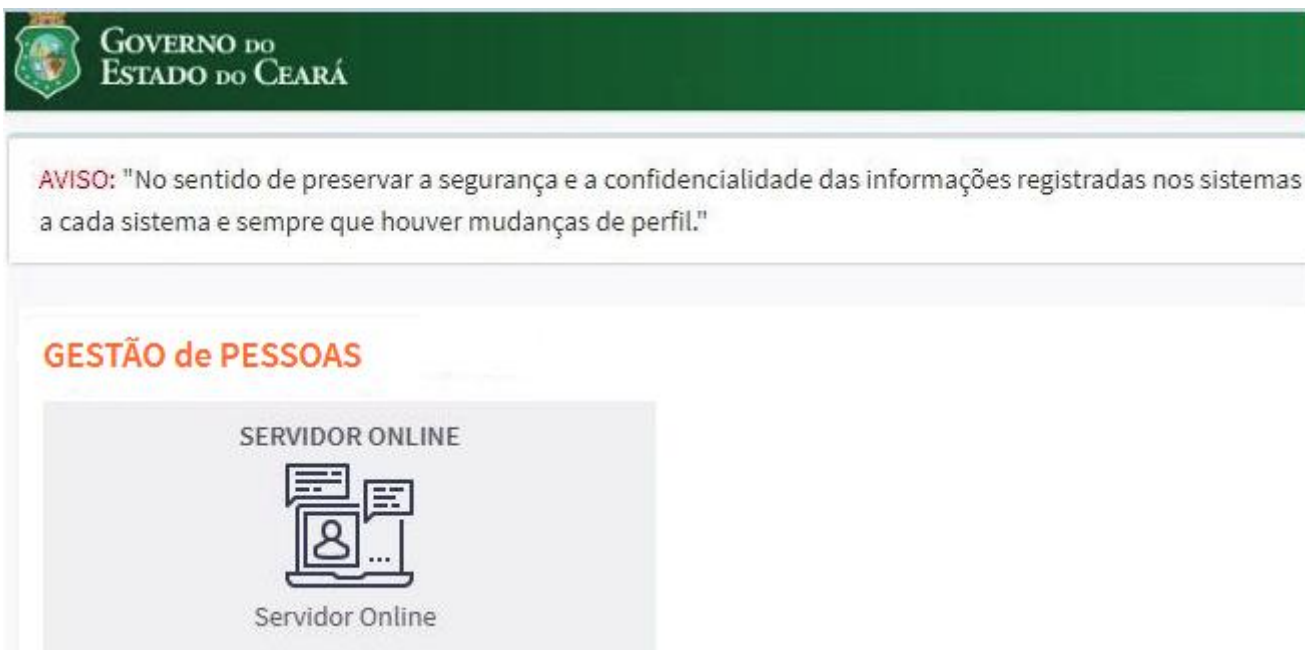 GOVERNO DO
ESTADO DO CEARÁ
AVISO: "No sentido de preservar a segurança e a confidencialidade das informações registradas nos sistemas
a cada sistema e sempre que houver mudanças de perfil."
GESTÃO de PESSOAS
SERVIDOR ONLINE
Servidor Online